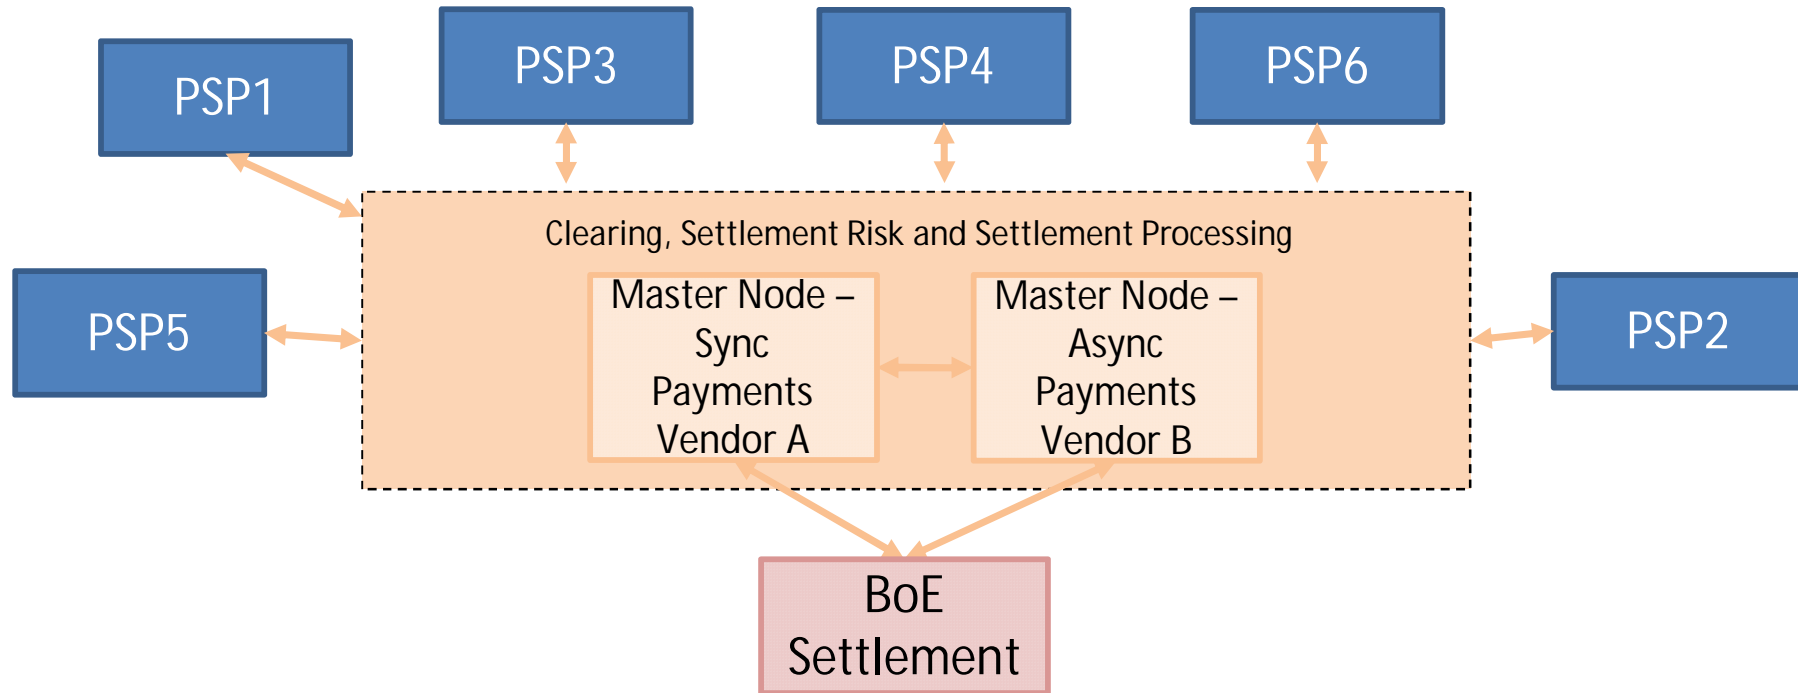 PSP1
PSP3
PSP4
PSP6
Clearing, Settlement Risk and Settlement Processing
PSP5
Master Node –
Sync
Payments
Vendor A
Master Node –
Async
Payments
Vendor B
PSP2
BoE
Settlement